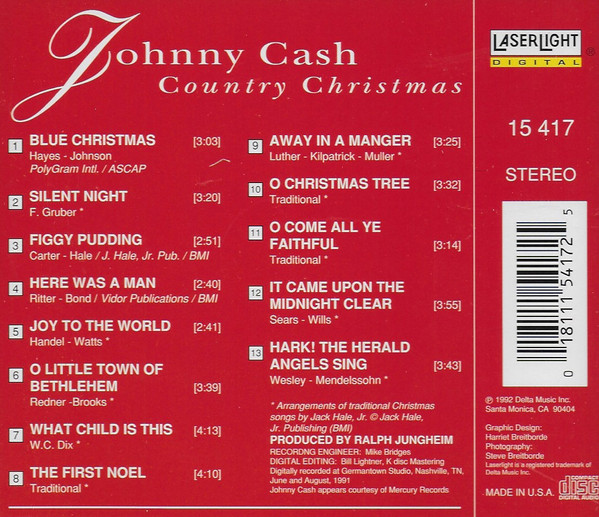 Johnny Cash
Country Christmas
1 BLUE CHRISTMAS [3:03]
Hayes - Johnson
PolyGram Intl. / ASCAP
2 SILENT NIGHT [3:20]
F. Gruber *
3 FIGGY PUDDING [2:51]
Carter - Hale / J. Hale, Jr. Pub. / BMI
4 HERE WAS A MAN [2:40]
Ritter - Bond / Vidor Publications / BMI
5 JOY TO THE WORLD [2:41]
Handel - Watts *
6 O LITTLE TOWN OF
BETHLEHEM [3:39]
Redner -Brooks *
7 WHAT CHILD IS THIS [4:13]
W.C. Dix *
8 THE FIRST NOEL [4:10]
Traditional *
9 AWAY IN A MANGER [3:25]
Luther - Kilpatrick - Muller *
10 O CHRISTMAS TREE [3:32]
Traditional *
11 O COME ALL YE
FAITHFUL [3:14]
Traditional *
12 IT CAME UPON THE
MIDNIGHT CLEAR [3:55]
Sears - Wills *
13 HARK! THE HERALD
ANGELS SING [3:43]
Wesley - Mendelssohn *
* Arrangements of traditional Christmas
songs by Jack Hale, Jr. © Jack Hale,
Jr. Publishing (BMI)
PRODUCED BY RALPH JUNGHEIM
RECORDING ENGINEER: Mike Bridges
DIGITAL EDITING: Bill Lightner, K disc Mastering
Digitally recorded at Germantown Studio, Nashville, TN,
June and August, 1991
Johnny Cash appears courtesy of Mercury Records
LASERLIGHT ®
DIGITAL
15 417
STEREO
0 18111 54172 5
℗ 1992 Delta Music Inc.
Santa Monica, CA 90404
Graphic Design:
Harriet Breitborde
Photography:
Steve Breitborde
Laserlight is a registered trademark of
Delta Music Inc.
MADE IN U.S.A.
COMPACT
disc
DIGITAL AUDIO